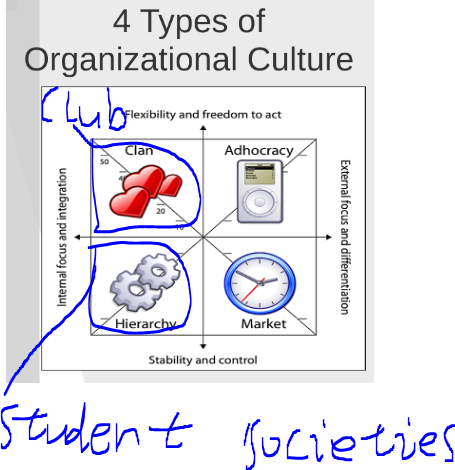 4 Types of
Organizational Culture
Club
Flexibility and freedom to act
Clan
Adhocracy
50
20
10
Internal focus and integration
External focus and differentiation
Hierarchy
Market
Stability and control
Student societies